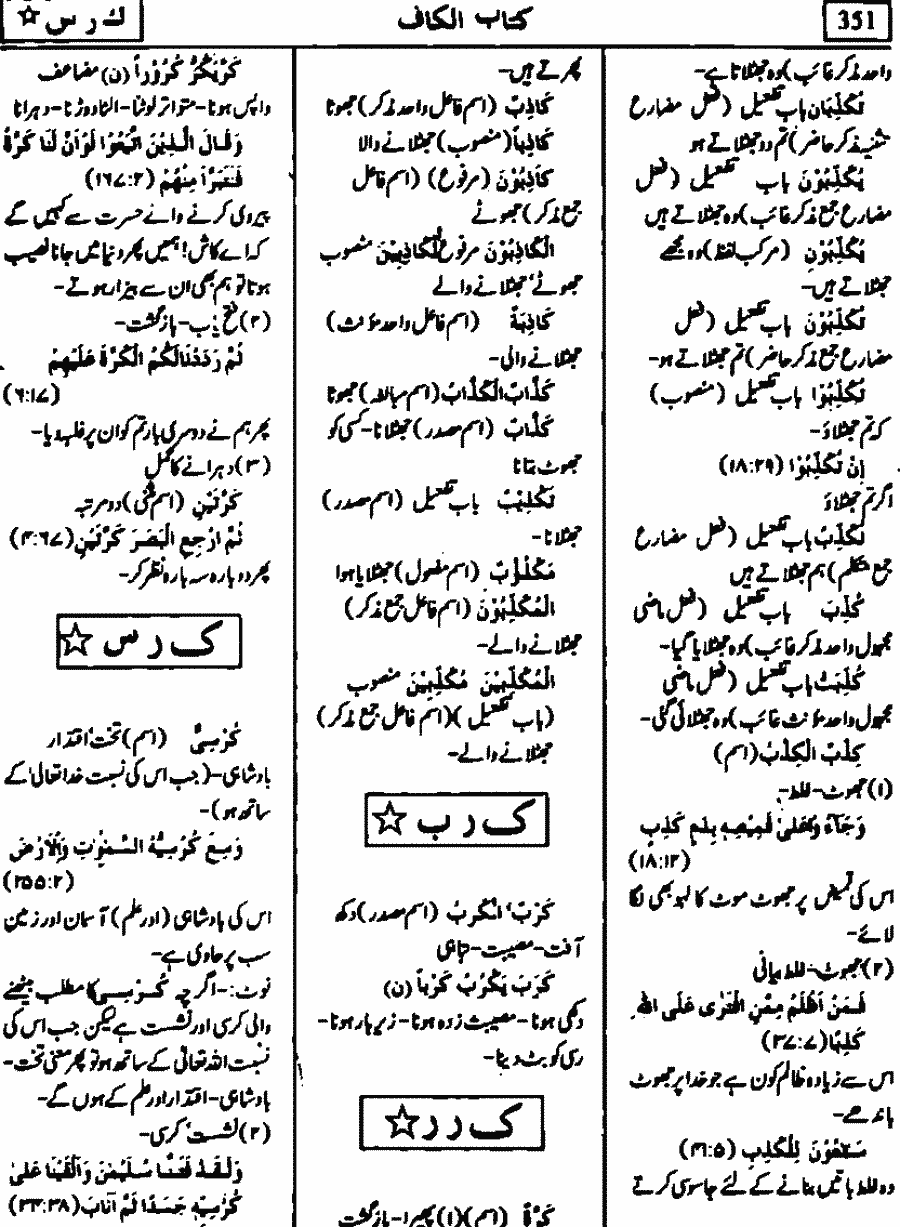 351
کتاب الکاف
ک ر س ☆
واحد مذکر غائب) وہ جھٹلاتا ہے-
تُکَذِّبَانِ باب تفعیل (فعل مضارع
تثنیہ مذکر حاضر) تم دو جھٹلاتے ہو
یُکَذِّبُوْنَ باب تفعیل (فعل
مضارع جمع مذکر غائب) وہ جھٹلاتے ہیں
یُکَذِّبُوْنِ (مرکب لفظ) وہ مجھے
جھٹلاتے ہیں-
تُکَذِّبُوْنَ باب تفعیل (فعل
مضارع جمع مذکر حاضر) تم جھٹلاتے ہو-
تُکَذِّبُوْا باب تفعیل (منصوب)
کہ تم جھٹلاؤ-
اِنْ تُکَذِّبُوْا (۱۸:۲۹)
اگر تم جھٹلاؤ
نُکَذِّبُ باب تفعیل (فعل مضارع
جمع متکلم) ہم جھٹلاتے ہیں
کُذِّبَ باب تفعیل (فعل ماضی
مجہول واحد مذکر غائب) وہ جھٹلایا گیا-
کُذِّبَتْ باب تفعیل (فعل ماضی
مجہول واحد مؤنث غائب) وہ جھٹلائی گئی-
کَذِبٌ الْکَذِبُ (اسم)
(۱) جھوٹ- غلط-
وَجَآءُ وْعَلٰی قَمِیْصِهٖ بِدَمٍ کَذِبٍ
(۱۸:۱۲)
اس کی قمیض پر جھوٹ موٹ کا لہو بھی لگا
لائے-
(۲) جھوٹ- غلط بیانی
فَمَنْ اَظْلَمُ مِمَّنِ افْتَرٰی عَلَی اللّٰهِ
کَذِبًا (۳۷:۷)
اس سے زیادہ ظالم کون ہے جو خدا پر جھوٹ
باندھے-
سَمّٰعُوْنَ لِلْکَذِبِ (۴۱:۵)
وہ غلط باتیں بنانے کے لئے جاسوسی کرتے
پھرتے ہیں-
کَاذِبٌ (اسم فاعل واحد مذکر) جھوٹا
کَاذِبًا (منصوب) جھٹلانے والا
کَاذِبُوْنَ (مرفوع) (اسم فاعل
جمع مذکر) جھوٹے
الْکَاذِبُوْنَ مرفوع الْکَاذِبِیْنَ منصوب
جھوٹے' جھٹلانے والے
کَاذِبَةٌ (اسم فاعل واحد مؤنث)
جھٹلانے والی-
کَذَّابٌ الْکَذَّابُ (اسم مبالغہ) جھوٹا
کِذَّابٌ (اسم مصدر) جھٹلانا- کسی کو
جھوٹ بتانا
تَکْذِیْبٌ باب تفعیل (اسم مصدر)
جھٹلانا-
مَکْذُوْبٌ (اسم مفعول) جھٹلایا ہوا
الْمُکَذِّبُوْنَ (اسم فاعل جمع مذکر)
جھٹلانے والے-
الْمُکَذِّبِیْنَ مُکَذِّبِیْنَ منصوب
(باب تفعیل) (اسم فاعل جمع مذکر)
جھٹلانے والے-
ک ر ب ☆
کَرْبٌ' الْکَرْبُ (اسم مصدر) دکھ
آفت- مصیبت- تباہی
کَرَبَ یَکْرُبُ کَرْباً (ن)
دکھی ہونا- مصیبت زدہ ہونا- زیر بار ہونا-
رسی کو بٹ دینا-
ک ر ر ☆
کَرَّةٌ (اسم) (۱) پھیرا- بازگشت
کَرَّ یَکُرُّ کُرُوْراً (ن) مضاعف
واپس ہونا- متواتر لوٹنا- الٹا دوڑنا- دہرانا
وَقَالَ الَّذِیْنَ اتَّبَعُوْا لَوْاَنَّ لَنَا کَرَّةً
فَنَتَبَرَّاَ مِنْهُمْ (۱۶۷:۲)
پیروی کرنے والے حسرت سے کہیں گے
کہ اے کاش! ہمیں پھر دنیا میں جانا نصیب
ہوتا تو ہم بھی ان سے بیزار ہوتے-
(۲) فتح یاب- بازگشت-
ثُمَّ رَدَدْنَا لَکُمُ الْکَرَّةَ عَلَیْهِمْ
(۶:۱۷)
پھر ہم نے دوسری بار تم کو ان پر غلبہ دیا-
(۳) دہرانے کا عمل
کَرَّتَیْنِ (اسم مثنی) دو مرتبہ
ثُمَّ ارْجِعِ الْبَصَرَ کَرَّتَیْنِ (۴:۶۷)
پھر دوبارہ سہ بارہ نظر کر-
ک ر س ☆
کُرْسِیٌّ (اسم) تخت' اقتدار
بادشاہی- (جب اس کی نسبت خدا تعالیٰ کے
ساتھ ہو)-
وَسِعَ کُرْسِیُّهُ السَّمٰوٰتِ وَالْاَرْضَ
(۲۵۵:۲)
اس کی بادشاہی (اور علم) آسمان اور زمین
سب پر حاوی ہے-
نوٹ:- اگرچہ کُرْسِی کا مطلب بیٹھنے
والی کرسی اور نشست ہے لیکن جب اس کی
نسبت اللہ تعالیٰ کے ساتھ ہو تو پھر معنی تخت-
بادشاہی- اقتدار اور علم کے ہوں گے-
(۲) نشست' کرسی-
وَلَقَدْ فَتَنَّا سُلَیْمٰنَ وَاَلْقَیْنَا عَلٰی
کُرْسِیِّهٖ جَسَدًا ثُمَّ اَنَابَ (۳۴:۳۸)